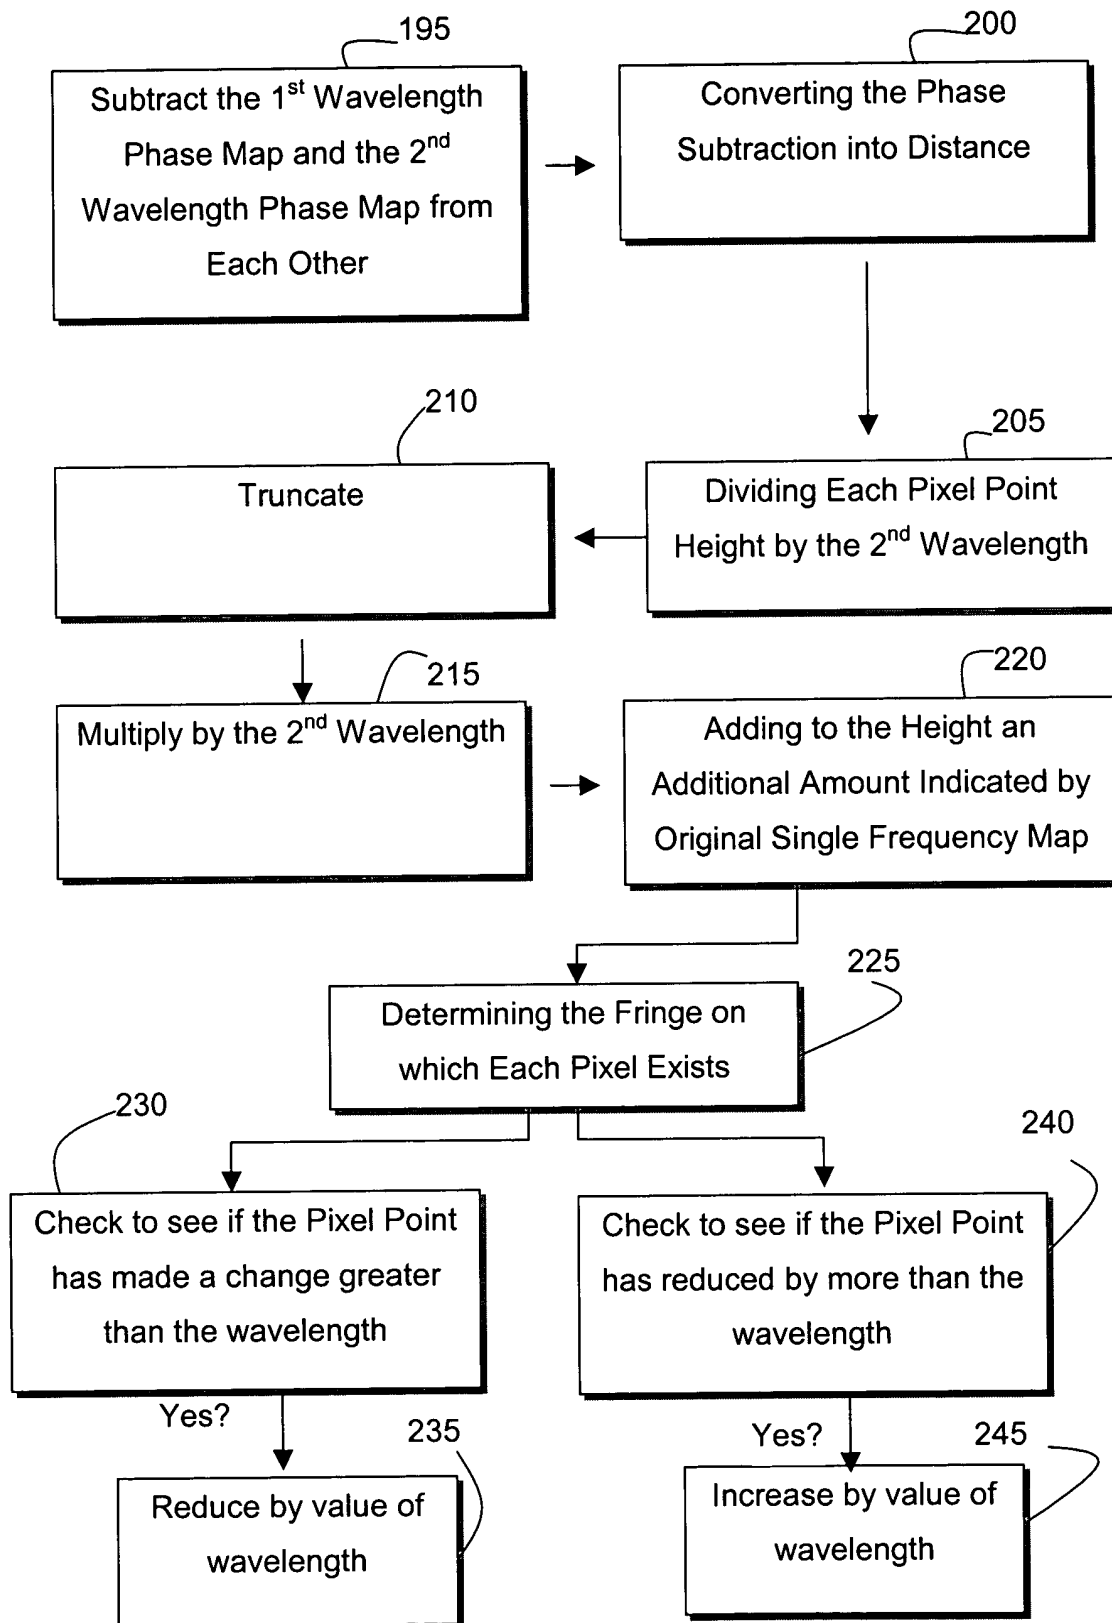 195
Subtract the 1st Wavelength
Phase Map and the 2nd
Wavelength Phase Map from
Each Other
200
Converting the Phase
Subtraction into Distance
205
Dividing Each Pixel Point
Height by the 2nd Wavelength
210
Truncate
215
Multiply by the 2nd Wavelength
220
Adding to the Height an
Additional Amount Indicated by
Original Single Frequency Map
225
Determining the Fringe on
which Each Pixel Exists
230
Check to see if the Pixel Point
has made a change greater
than the wavelength
Yes?
235
Reduce by value of
wavelength
240
Check to see if the Pixel Point
has reduced by more than the
wavelength
Yes?
245
Increase by value of
wavelength